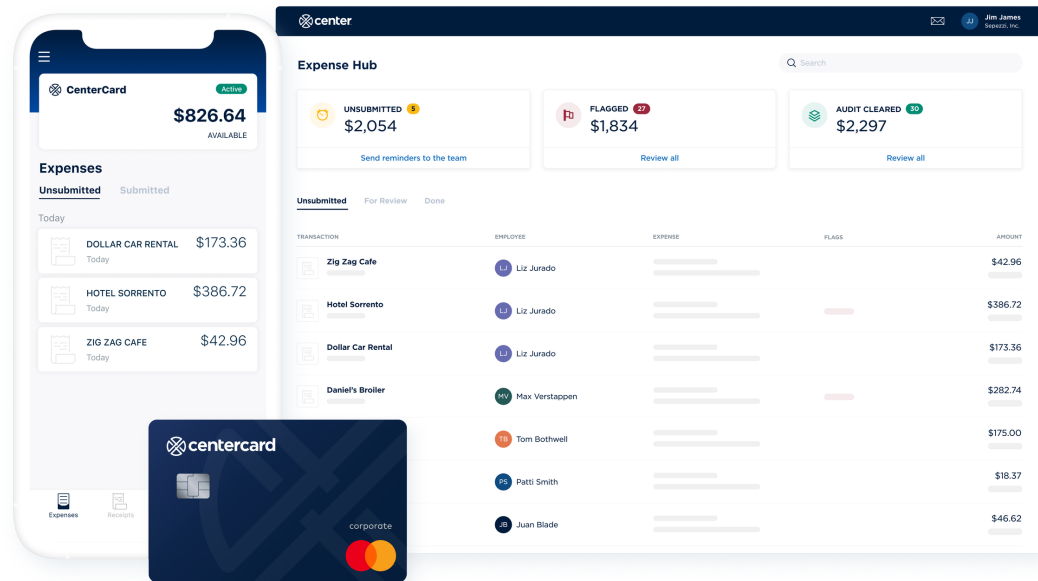 CenterCard
Active
$826.64
AVAILABLE
Expenses
Unsubmitted Submitted
Today
DOLLAR CAR RENTAL $173.36
Today
HOTEL SORRENTO $386.72
Today
ZIG ZAG CAFE $42.96
Today
Expenses Receipts
centercard
corporate
center
JJ Jim James
Sepezzi, Inc.
Expense Hub
Search
UNSUBMITTED 5
$2,054
Send reminders to the team
FLAGGED 27
$1,834
Review all
AUDIT CLEARED 30
$2,297
Review all
Unsubmitted For Review Done
TRANSACTION EMPLOYEE EXPENSE FLAGS AMOUNT
Zig Zag Cafe LJ Liz Jurado $42.96
Hotel Sorrento LJ Liz Jurado $386.72
Dollar Car Rental LJ Liz Jurado $173.36
Daniel's Broiler MV Max Verstappen $282.74
TB Tom Bothwell $175.00
PS Patti Smith $18.37
JB Juan Blade $46.62